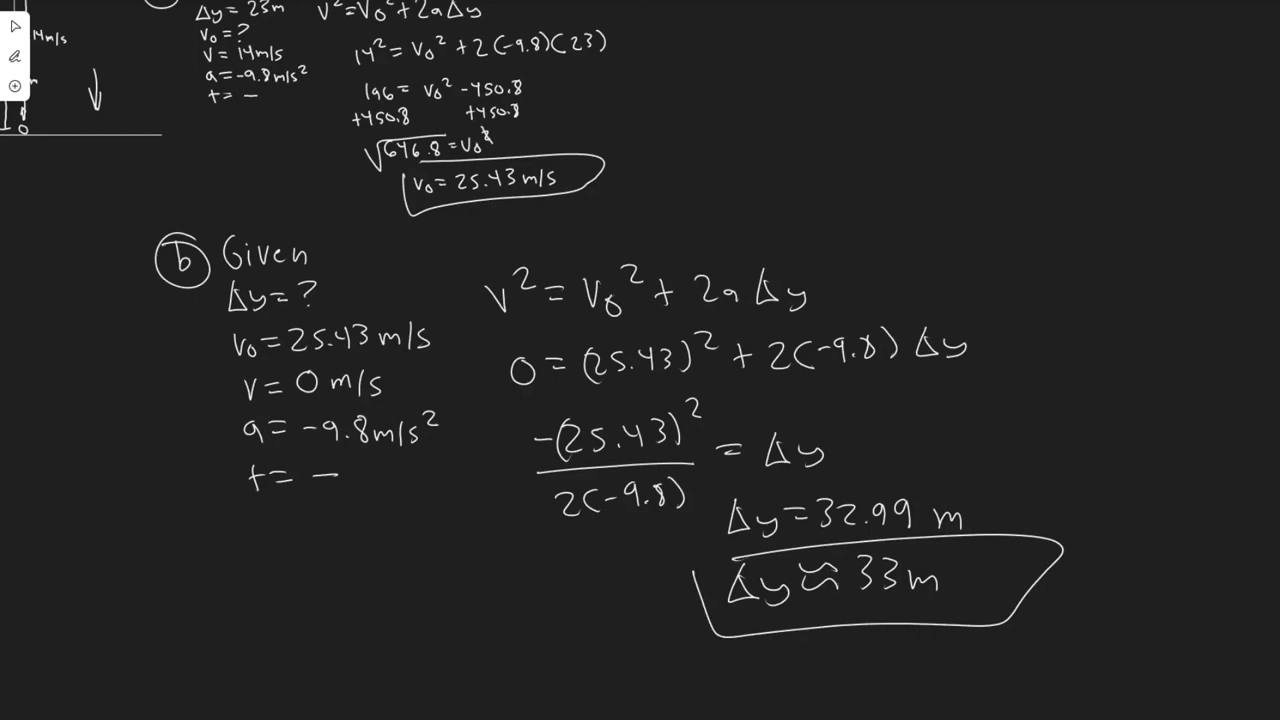 14m/s
m
0
Δy = 23m
v₀ = ?
v = 14m/s
a = -9.8m/s²
t = —
v² = v₀² + 2aΔy
14² = v₀² + 2(-9.8)(23)
196 = v₀² - 450.8
+450.8 +450.8
√646.8 = v₀²
v₀ = 25.43 m/s
b Given
Δy = ?
v₀ = 25.43 m/s
v = 0 m/s
a = -9.8m/s²
t = —
v² = v₀² + 2aΔy
0 = (25.43)² + 2(-9.8)Δy
-(25.43)²
2(-9.8)
= Δy
Δy = 32.99 m
Δy ≈ 33m